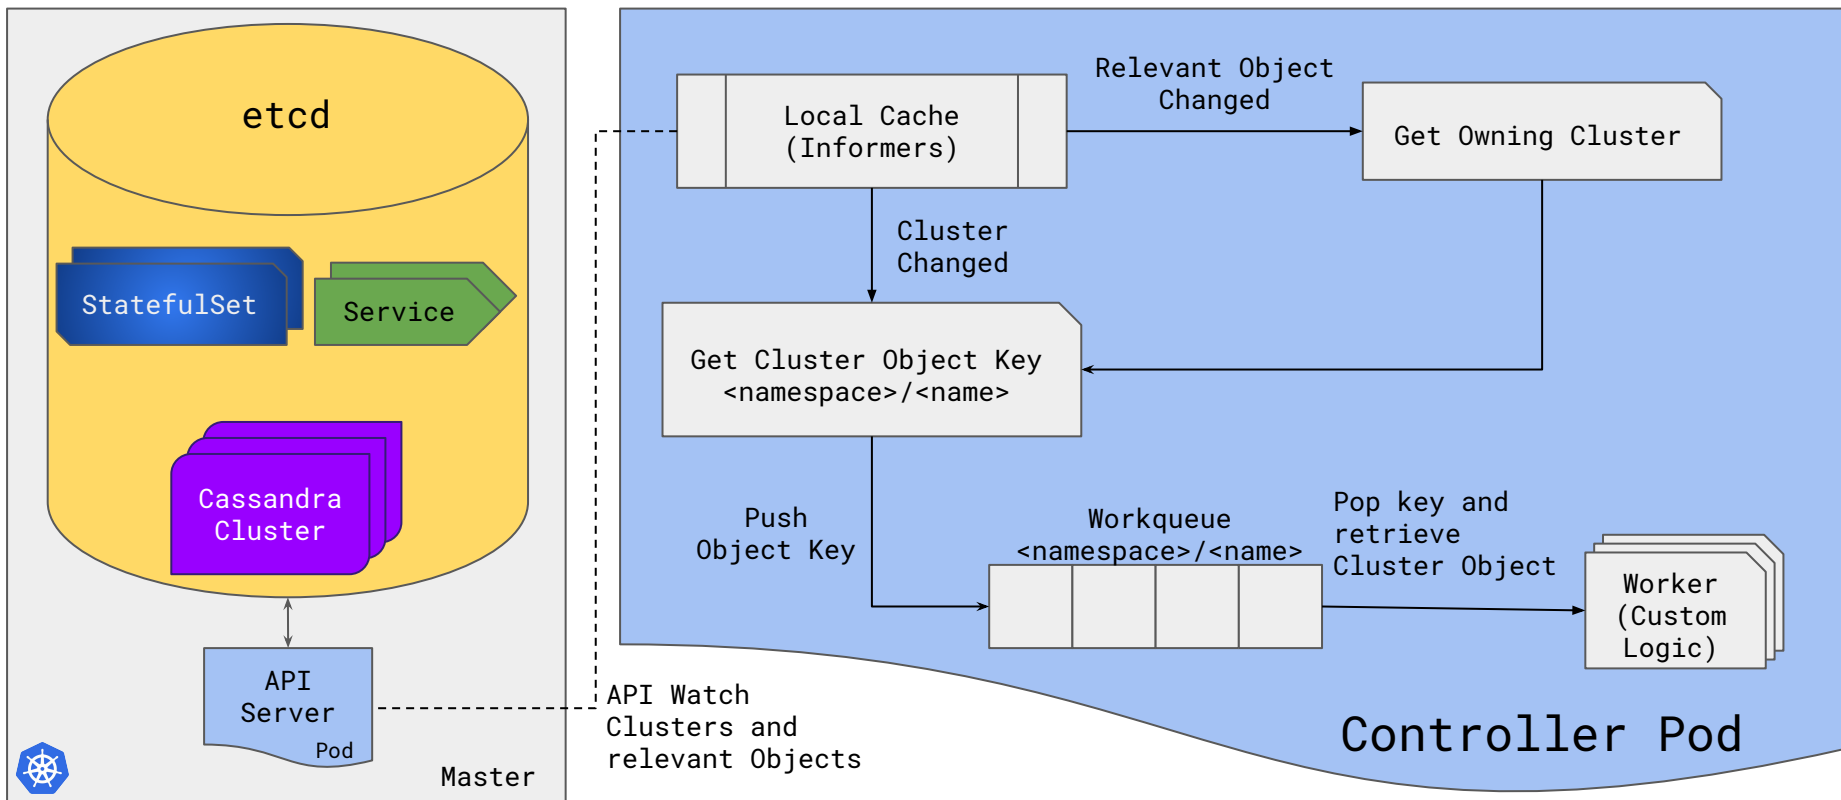 etcd
StatefulSet
Service
Cassandra
Cluster
API
Server
Pod
Master
API Watch
Clusters and
relevant Objects
Local Cache
(Informers)
Relevant Object
Changed
Get Owning Cluster
Cluster
Changed
Get Cluster Object Key
<namespace>/<name>
Push
Object Key
Workqueue
<namespace>/<name>
Pop key and
retrieve
Cluster Object
Worker
(Custom
Logic)
Controller Pod